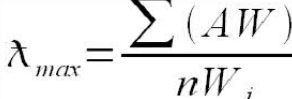 λ_max = ∑(AW) / nW_i